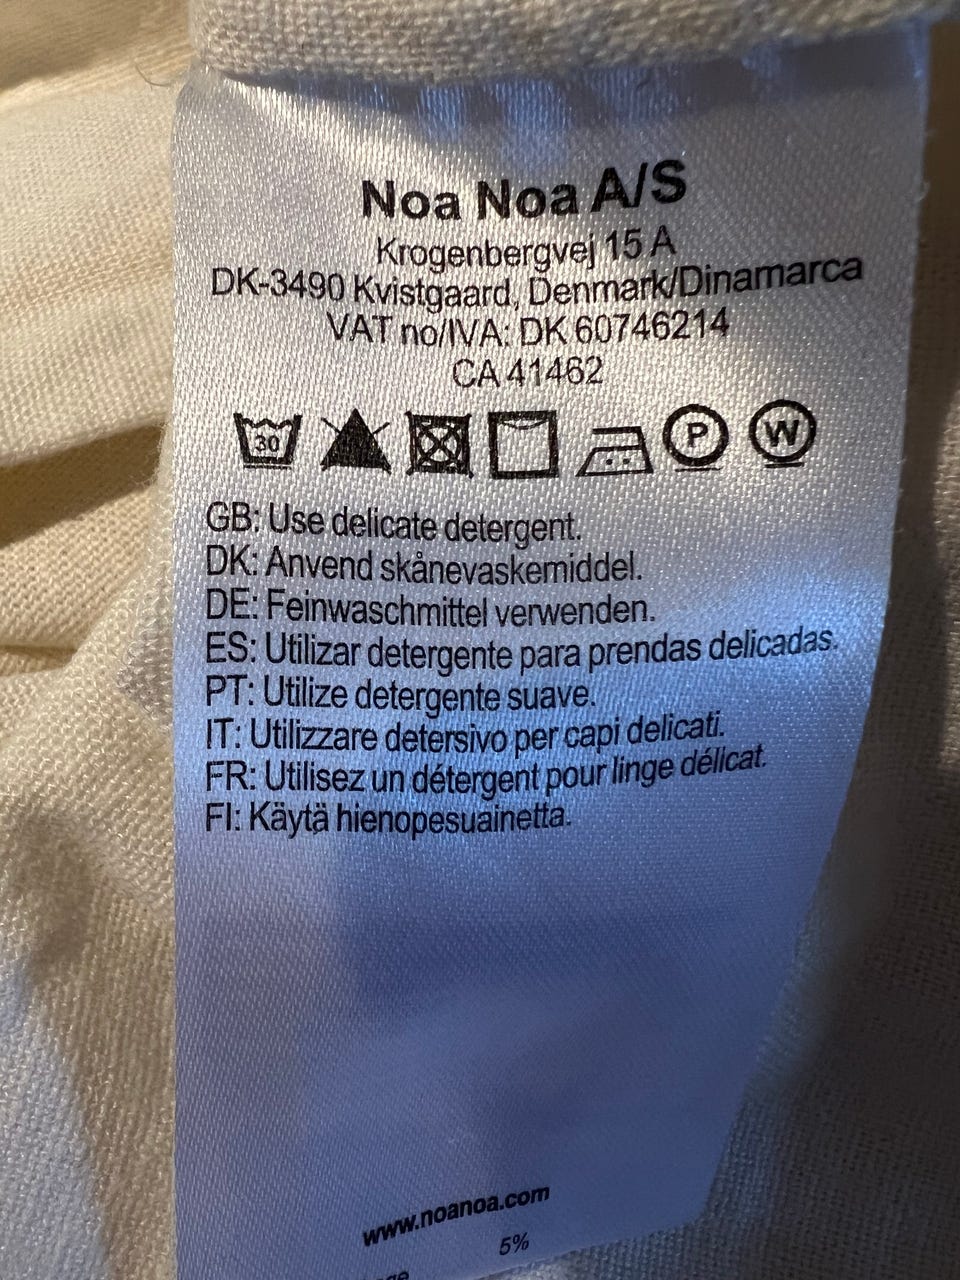 Noa Noa A/S
Krogenbergvej 15 A
DK-3490 Kvistgaard, Denmark/Dinamarca
VAT no/IVA: DK 60746214
CA 41462
30 P W
GB: Use delicate detergent.
DK: Anvend skånevaskemiddel.
DE: Feinwaschmittel verwenden.
ES: Utilizar detergente para prendas delicadas.
PT: Utilize detergente suave.
IT: Utilizzare detersivo per capi delicati.
FR: Utilisez un détergent pour linge délicat.
FI: Käytä hienopesuainetta.
www.noanoa.com
5%